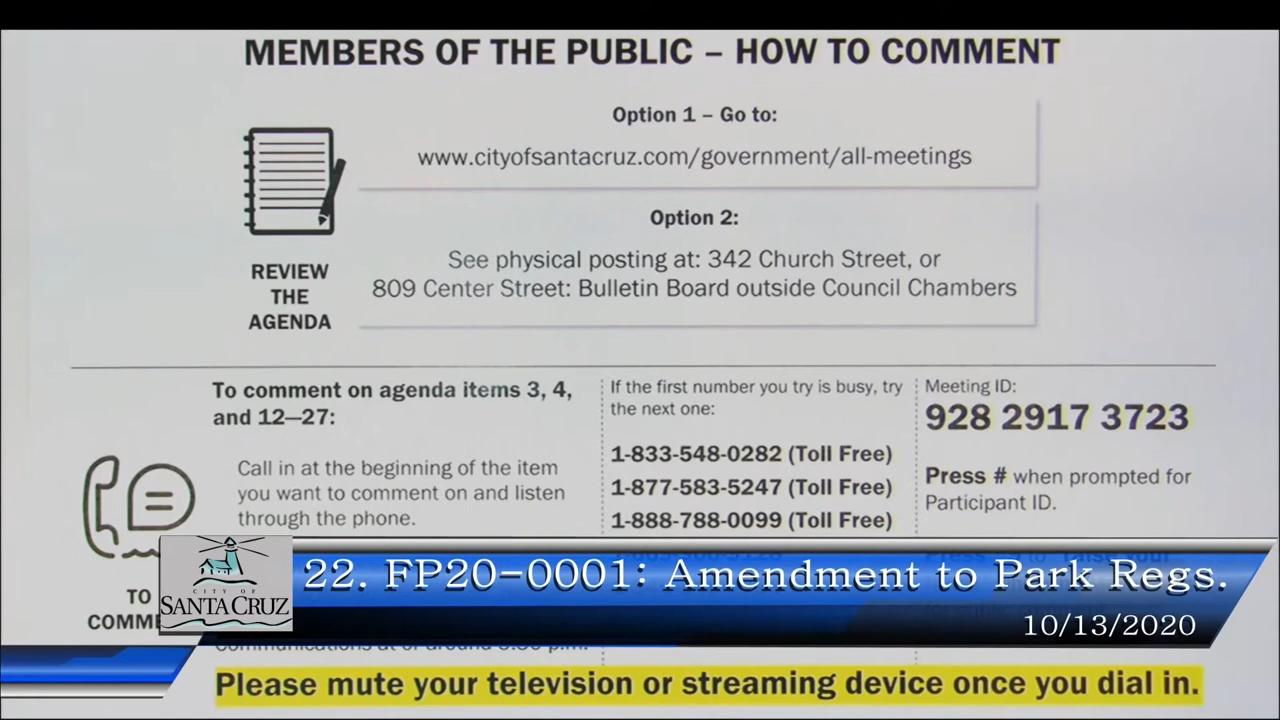 MEMBERS OF THE PUBLIC – HOW TO COMMENT
Option 1 – Go to:
www.cityofsantacruz.com/government/all-meetings
Option 2:
See physical posting at: 342 Church Street, or
809 Center Street: Bulletin Board outside Council Chambers
REVIEW
THE
AGENDA
To comment on agenda items 3, 4,
and 12—27:
Call in at the beginning of the item
you want to comment on and listen
through the phone.
If the first number you try is busy, try
the next one:
1-833-548-0282 (Toll Free)
1-877-583-5247 (Toll Free)
1-888-788-0099 (Toll Free)
Meeting ID:
928 2917 3723
Press # when prompted for
Participant ID.
TO
CITY OF
SANTA CRUZ
22. FP20-0001: Amendment to Park Regs.
10/13/2020
Please mute your television or streaming device once you dial in.